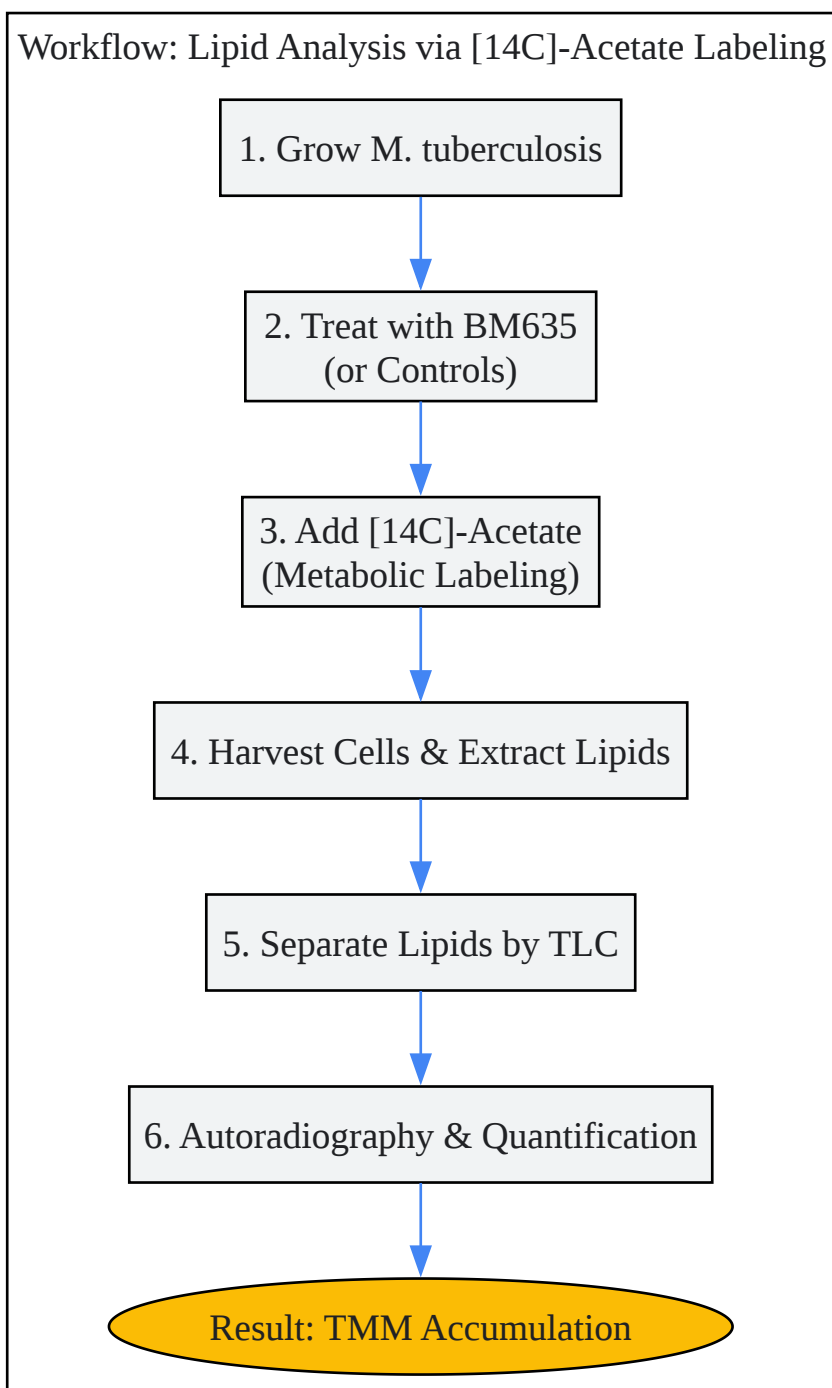 Workflow: Lipid Analysis via [14C]-Acetate Labeling
1. Grow M. tuberculosis
2. Treat with BM635
(or Controls)
3. Add [14C]-Acetate
(Metabolic Labeling)
4. Harvest Cells & Extract Lipids
5. Separate Lipids by TLC
6. Autoradiography & Quantification
Result: TMM Accumulation